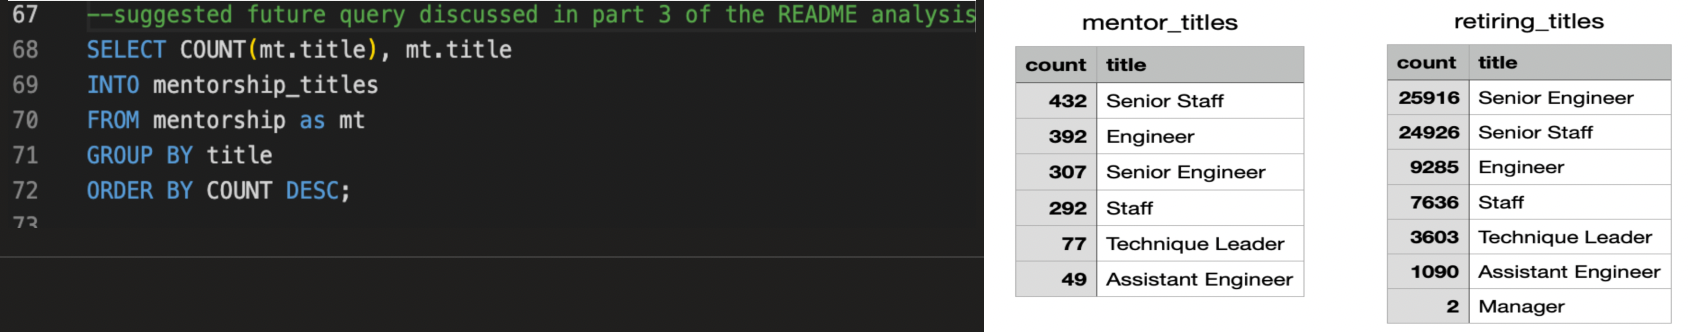 67 --suggested future query discussed in part 3 of the README analysis
68 SELECT COUNT(mt.title), mt.title
69 INTO mentorship_titles
70 FROM mentorship as mt
71 GROUP BY title
72 ORDER BY COUNT DESC;
73
mentor_titles
count title
432 Senior Staff
392 Engineer
307 Senior Engineer
292 Staff
77 Technique Leader
49 Assistant Engineer
retiring_titles
count title
25916 Senior Engineer
24926 Senior Staff
9285 Engineer
7636 Staff
3603 Technique Leader
1090 Assistant Engineer
2 Manager